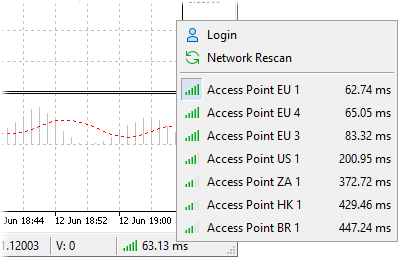 Login
Network Rescan
Access Point EU 1 62.74 ms
Access Point EU 4 65.05 ms
Access Point EU 3 83.32 ms
Access Point US 1 200.95 ms
Access Point ZA 1 372.72 ms
Access Point HK 1 429.46 ms
Access Point BR 1 447.24 ms
Jun 18:44 12 Jun 18:52 12 Jun 19:00
1.12003 V: 0 63.13 ms